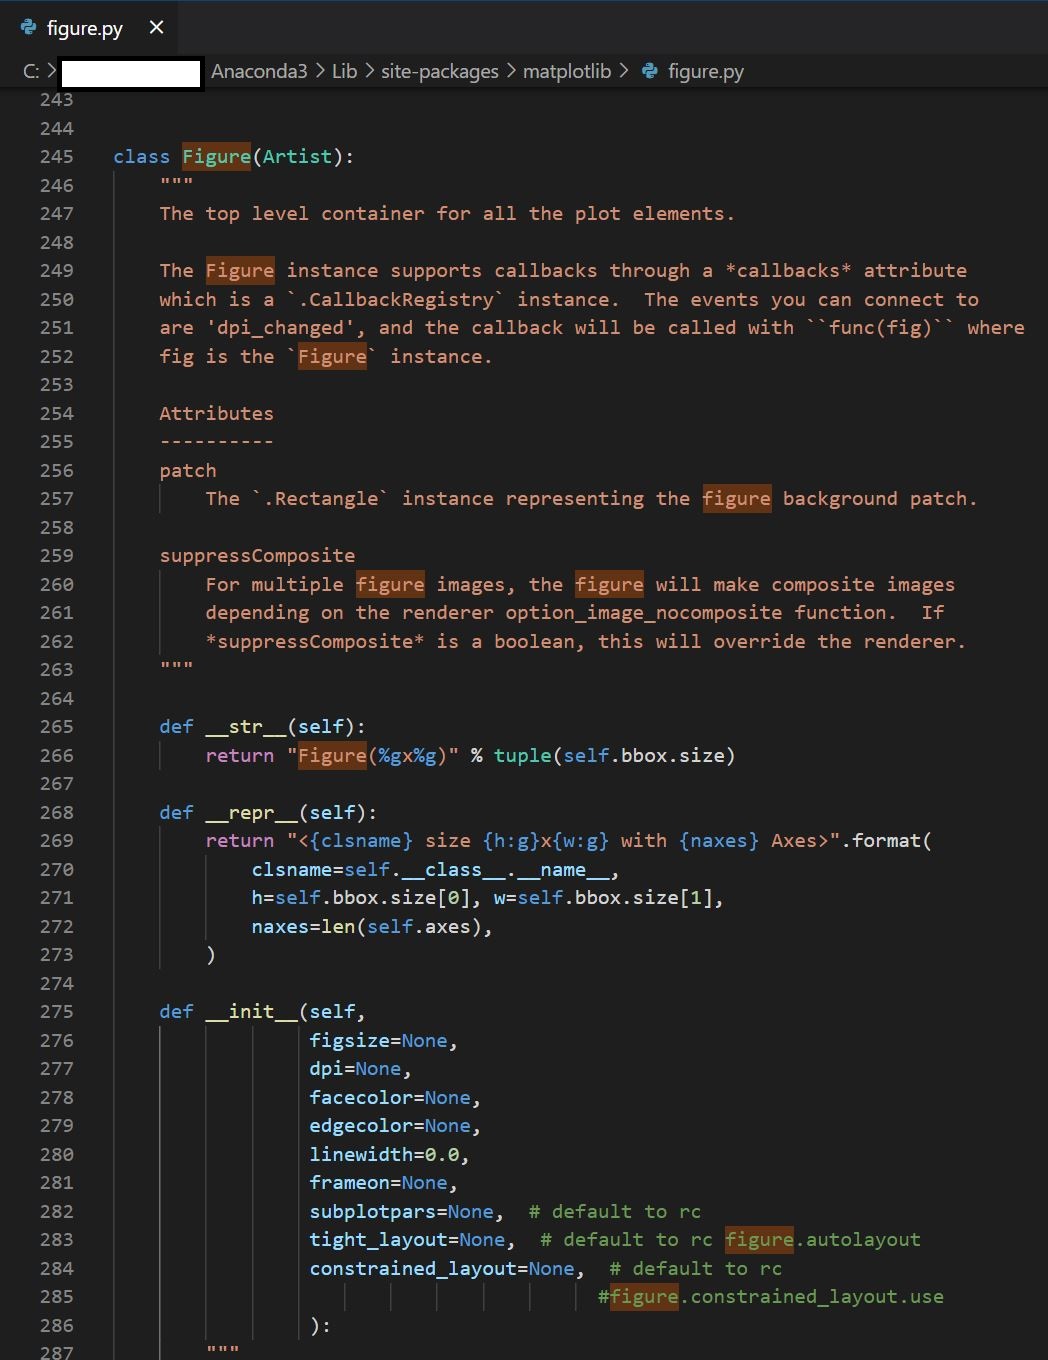 figure.py ×
C: > Anaconda3 > Lib > site-packages > matplotlib > figure.py
243
244
245 class Figure(Artist):
246     """
247     The top level container for all the plot elements.
248
249     The Figure instance supports callbacks through a *callbacks* attribute
250     which is a `.CallbackRegistry` instance.  The events you can connect to
251     are 'dpi_changed', and the callback will be called with ``func(fig)`` where
252     fig is the `Figure` instance.
253
254     Attributes
255     ----------
256     patch
257         The `.Rectangle` instance representing the figure background patch.
258
259     suppressComposite
260         For multiple figure images, the figure will make composite images
261         depending on the renderer option_image_nocomposite function.  If
262         *suppressComposite* is a boolean, this will override the renderer.
263     """
264
265     def __str__(self):
266         return "Figure(%gx%g)" % tuple(self.bbox.size)
267
268     def __repr__(self):
269         return "<{clsname} size {h:g}x{w:g} with {naxes} Axes>".format(
270             clsname=self.__class__.__name__,
271             h=self.bbox.size[0], w=self.bbox.size[1],
272             naxes=len(self.axes),
273         )
274
275     def __init__(self,
276                  figsize=None,
277                  dpi=None,
278                  facecolor=None,
279                  edgecolor=None,
280                  linewidth=0.0,
281                  frameon=None,
282                  subplotpars=None,  # default to rc
283                  tight_layout=None,  # default to rc figure.autolayout
284                  constrained_layout=None,  # default to rc
285                                           #figure.constrained_layout.use
286                  ):
287         """